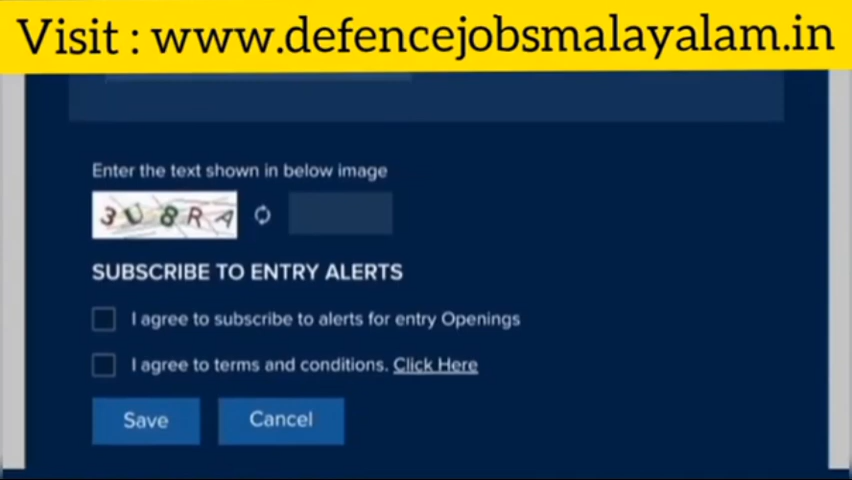 Visit : www.defencejobsmalayalam.in
Enter the text shown in below image
3U8RA
SUBSCRIBE TO ENTRY ALERTS
I agree to subscribe to alerts for entry Openings
I agree to terms and conditions. Click Here
Save Cancel